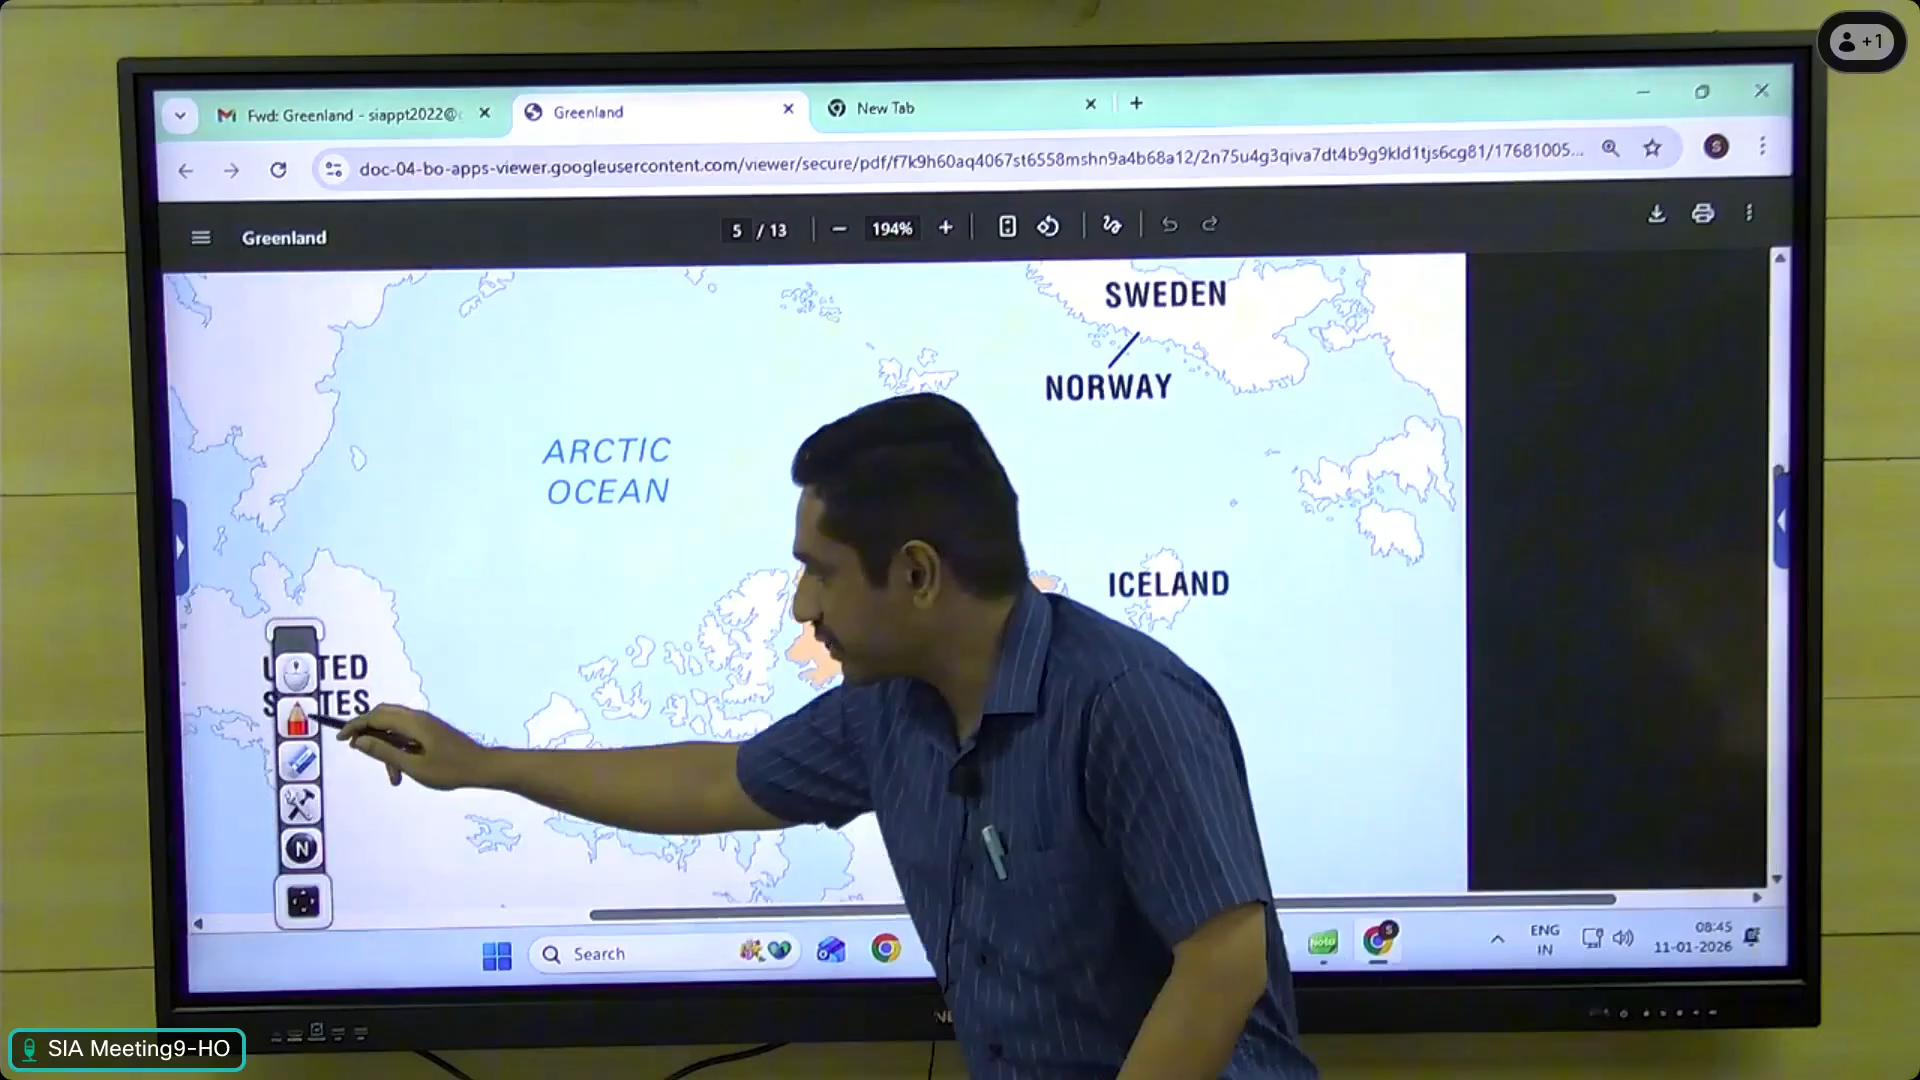 +1
Fwd: Greenland - siappt2022@
Greenland
New Tab
doc-04-bo-apps-viewer.googleusercontent.com/viewer/secure/pdf/f7k9h60aq4067st6558mshn9a4b68a12/2n75u4g3qiva7dt4b9g9kld1tjs6cg81/17681005...
S
Greenland
5 / 13
194%
SWEDEN
NORWAY
ARCTIC
OCEAN
ICELAND
TED
TES
N
Search
Note
S
ENG
IN
08:45
11-01-2026
SIA Meeting9-HO